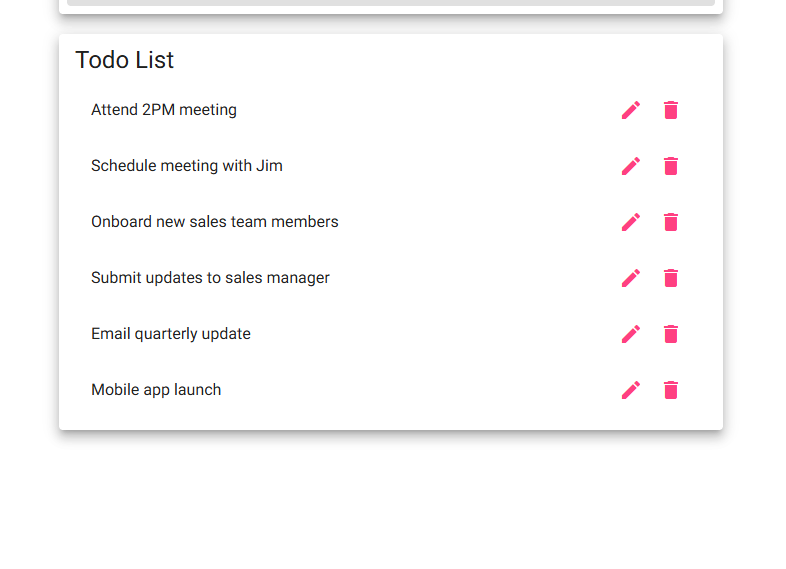 Todo List
Attend 2PM meeting
Schedule meeting with Jim
Onboard new sales team members
Submit updates to sales manager
Email quarterly update
Mobile app launch